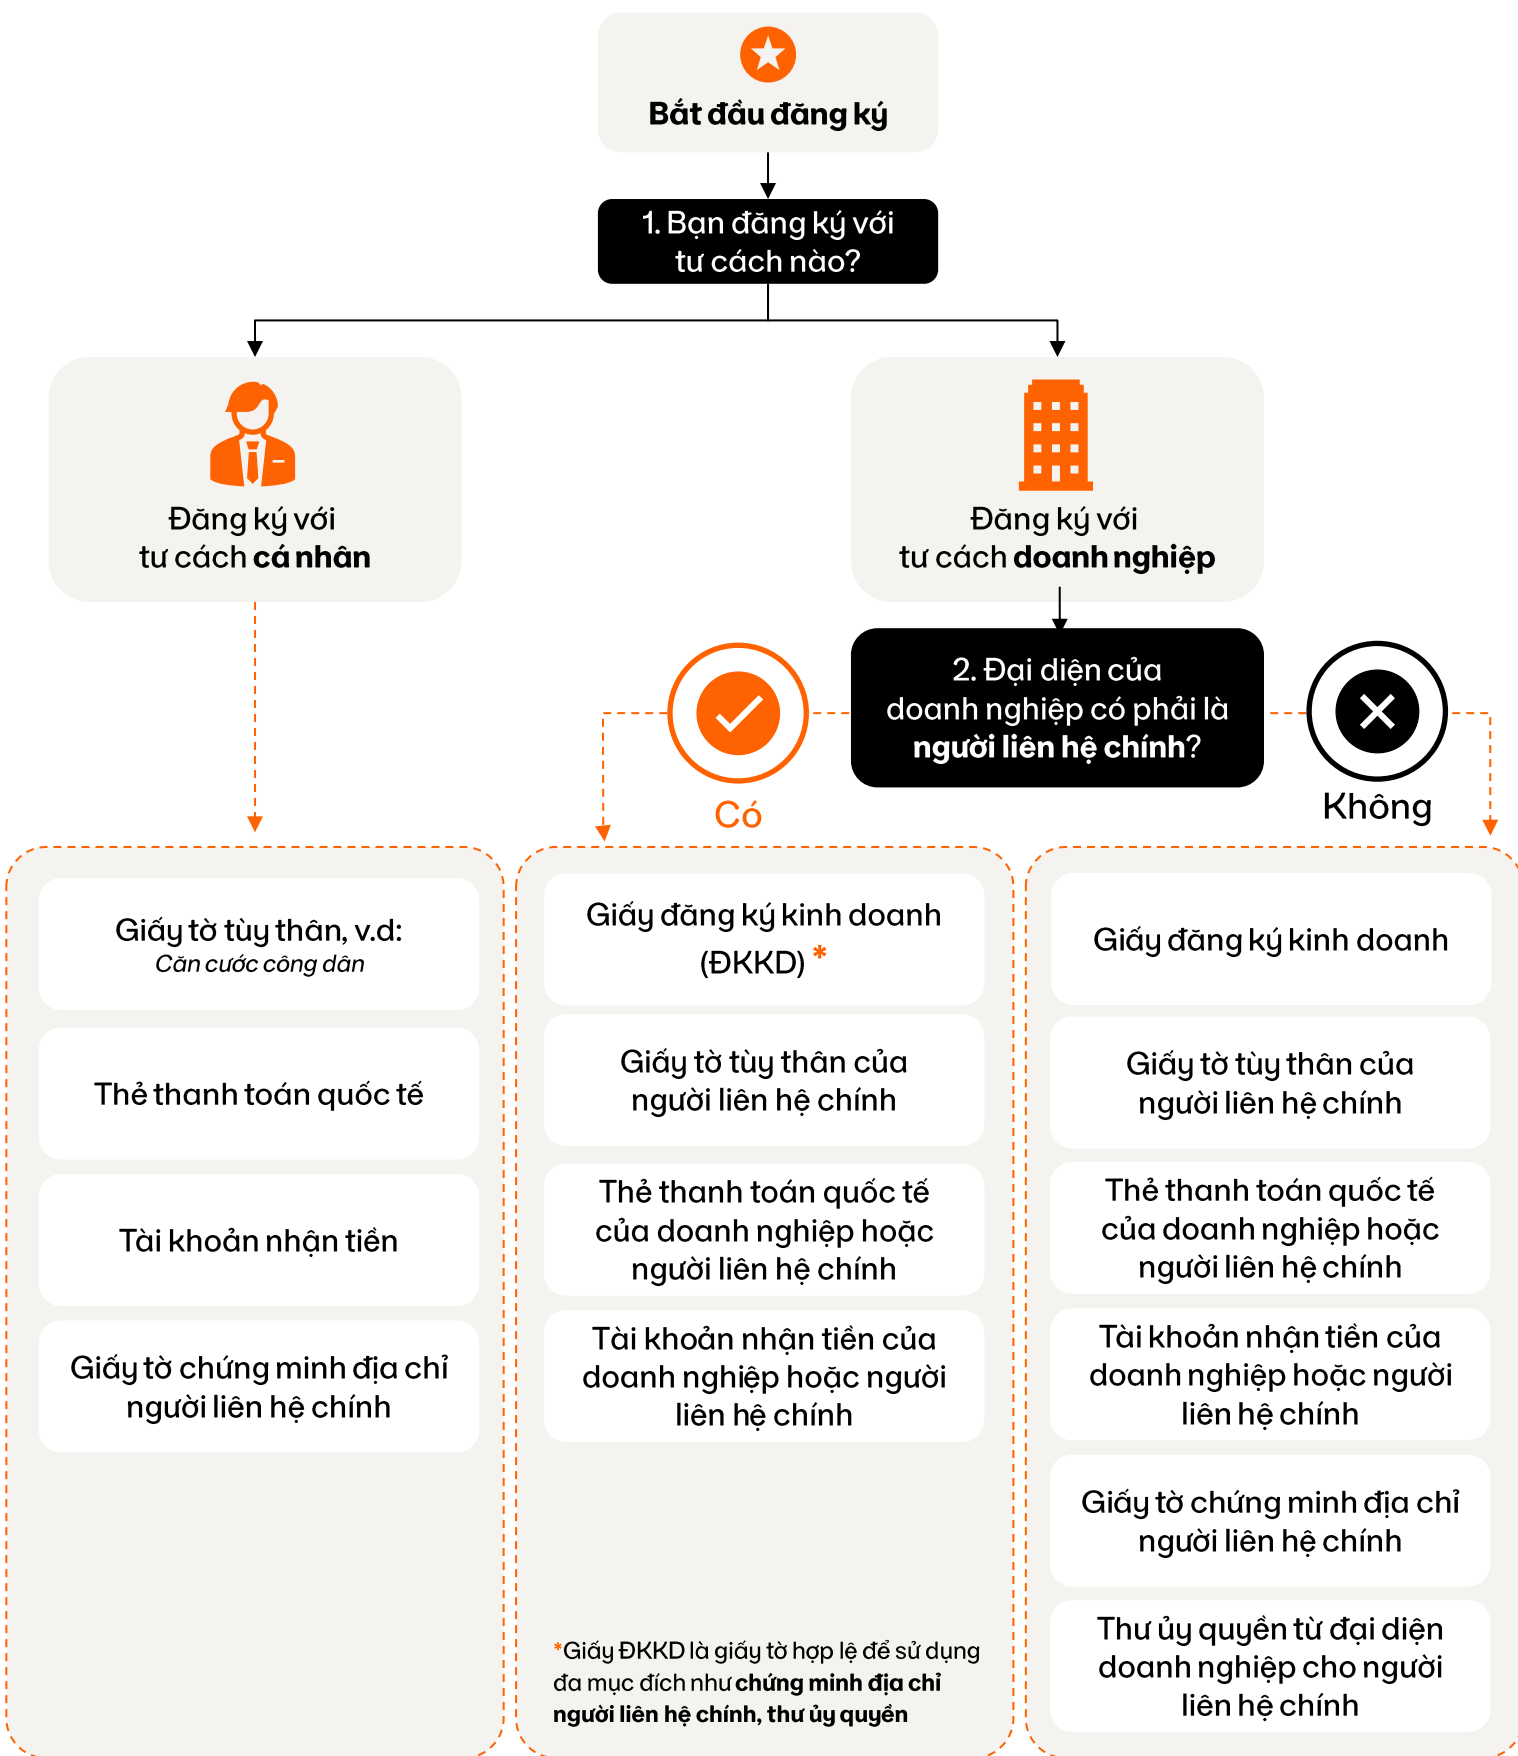 Bắt đầu đăng ký
1. Bạn đăng ký với
tư cách nào?
Đăng ký với
tư cách cá nhân
Đăng ký với
tư cách doanh nghiệp
2. Đại diện của
doanh nghiệp có phải là
người liên hệ chính?
Có
Không
Giấy tờ tùy thân, v.d:
Căn cước công dân
Thẻ thanh toán quốc tế
Tài khoản nhận tiền
Giấy tờ chứng minh địa chỉ
người liên hệ chính
Giấy đăng ký kinh doanh
(ĐKKD) *
Giấy tờ tùy thân của
người liên hệ chính
Thẻ thanh toán quốc tế
của doanh nghiệp hoặc
người liên hệ chính
Tài khoản nhận tiền của
doanh nghiệp hoặc người
liên hệ chính
*Giấy ĐKKD là giấy tờ hợp lệ để sử dụng
đa mục đích như chứng minh địa chỉ
người liên hệ chính, thư ủy quyền
Giấy đăng ký kinh doanh
Giấy tờ tùy thân của
người liên hệ chính
Thẻ thanh toán quốc tế
của doanh nghiệp hoặc
người liên hệ chính
Tài khoản nhận tiền của
doanh nghiệp hoặc người
liên hệ chính
Giấy tờ chứng minh địa chỉ
người liên hệ chính
Thư ủy quyền từ đại diện
doanh nghiệp cho người
liên hệ chính